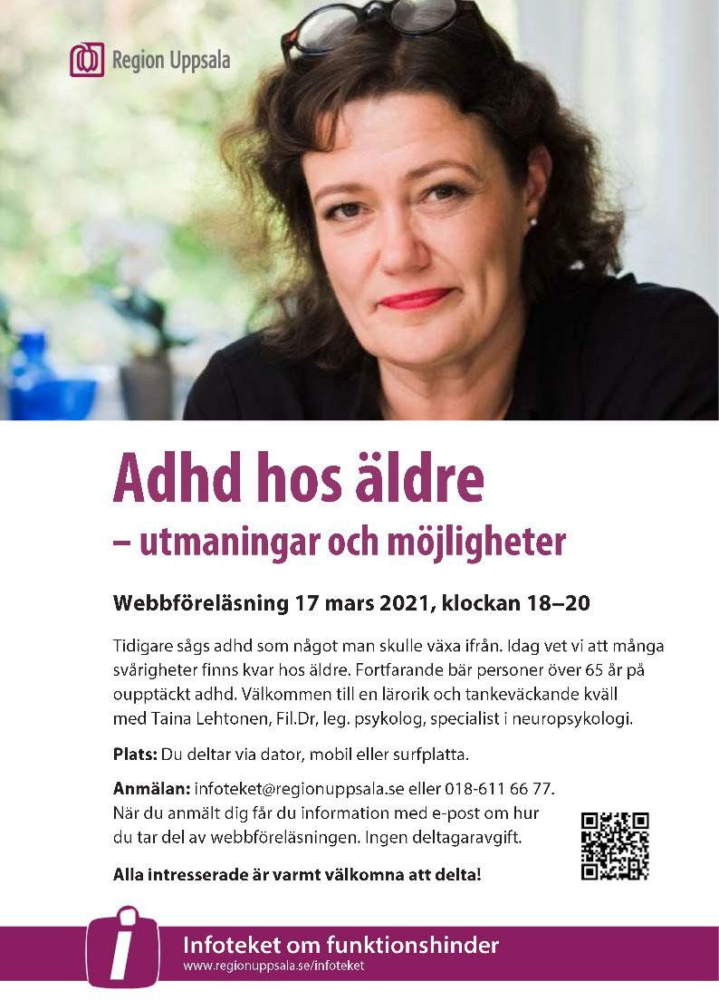 Region Uppsala
Adhd hos äldre
– utmaningar och möjligheter
Webbföreläsning 17 mars 2021, klockan 18–20
Tidigare sågs adhd som något man skulle växa ifrån. Idag vet vi att många
svårigheter finns kvar hos äldre. Fortfarande bär personer över 65 år på
oupptäckt adhd. Välkommen till en lärorik och tankeväckande kväll
med Taina Lehtonen, Fil.Dr, leg. psykolog, specialist i neuropsykologi.
Plats: Du deltar via dator, mobil eller surfplatta.
Anmälan: infoteket@regionuppsala.se eller 018-611 66 77.
När du anmält dig får du information med e-post om hur
du tar del av webbföreläsningen. Ingen deltagaravgift.
Alla intresserade är varmt välkomna att delta!
i
Infoteket om funktionshinder
www.regionuppsala.se/infoteket